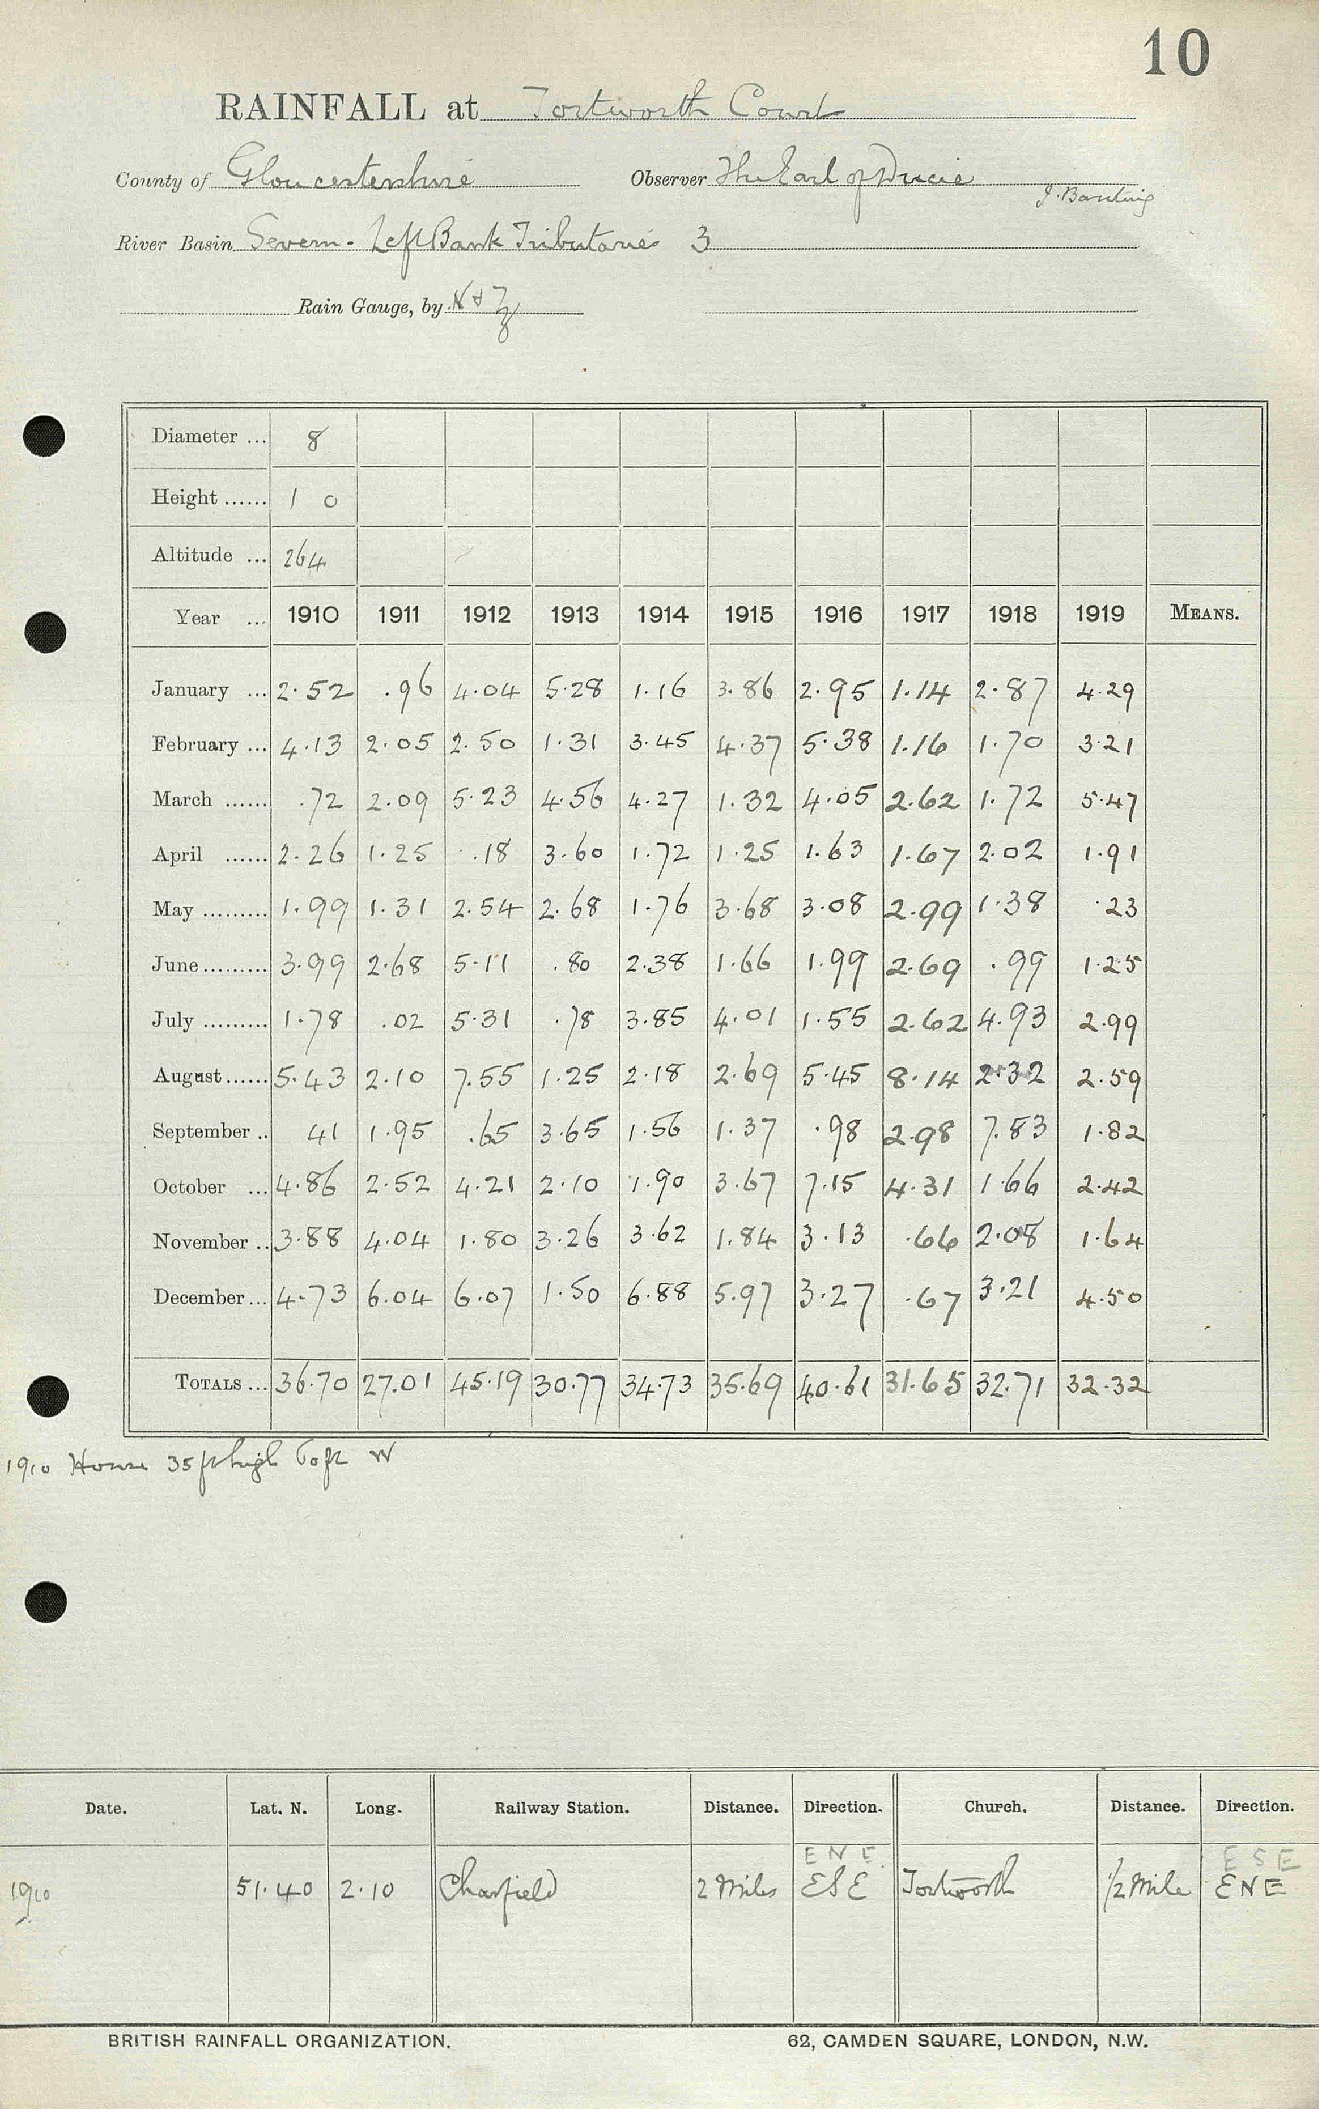 10
RAINFALL at Tortworth Court
County of Gloucestershire Observer The Earl of Ducie
J. Banting
River Basin Severn - Left Bank Tributaries 3
Rain Gauge, by N & Z
Diameter ... 8
Height ...... 1 0
Altitude ... 264
Year ... 1910 1911 1912 1913 1914 1915 1916 1917 1918 1919 MEANS.
January ... 2.52 .96 4.04 5.28 1.16 3.86 2.95 1.14 2.87 4.29
February ... 4.13 2.05 2.50 1.31 3.45 4.37 5.38 1.16 1.70 3.21
March ...... .72 2.09 5.23 4.56 4.27 1.32 4.05 2.62 1.72 5.47
April ...... 2.26 1.25 .18 3.60 1.72 1.25 1.63 1.67 2.02 1.91
May ......... 1.99 1.31 2.54 2.68 1.76 3.68 3.08 2.99 1.38 .23
June ......... 3.99 2.68 5.11 .80 2.38 1.66 1.99 2.69 .99 1.25
July ......... 1.78 .02 5.31 .78 3.85 4.01 1.55 2.62 4.93 2.99
August ...... 5.43 2.10 7.55 1.25 2.18 2.69 5.45 8.14 2.32 2.59
September .. 41 1.95 .65 3.65 1.56 1.37 .98 2.98 7.83 1.82
October ... 4.86 2.52 4.21 2.10 1.90 3.67 7.15 4.31 1.66 2.42
November .. 3.88 4.04 1.80 3.26 3.62 1.84 3.13 .66 2.08 1.64
December ... 4.73 6.04 6.07 1.50 6.88 5.97 3.27 .67 3.21 4.50
TOTALS ... 36.70 27.01 45.19 30.77 34.73 35.69 40.61 31.65 32.71 32.32
1910 House 35 ft high 60 ft W
Date. Lat. N. Long. Railway Station. Distance. Direction. Church. Distance. Direction.
ENE. ESE
1910 51.40 2.10 Charfield 2 Miles ESE Tortworth 1/2 Mile ENE
BRITISH RAINFALL ORGANIZATION. 62, CAMDEN SQUARE, LONDON, N.W.